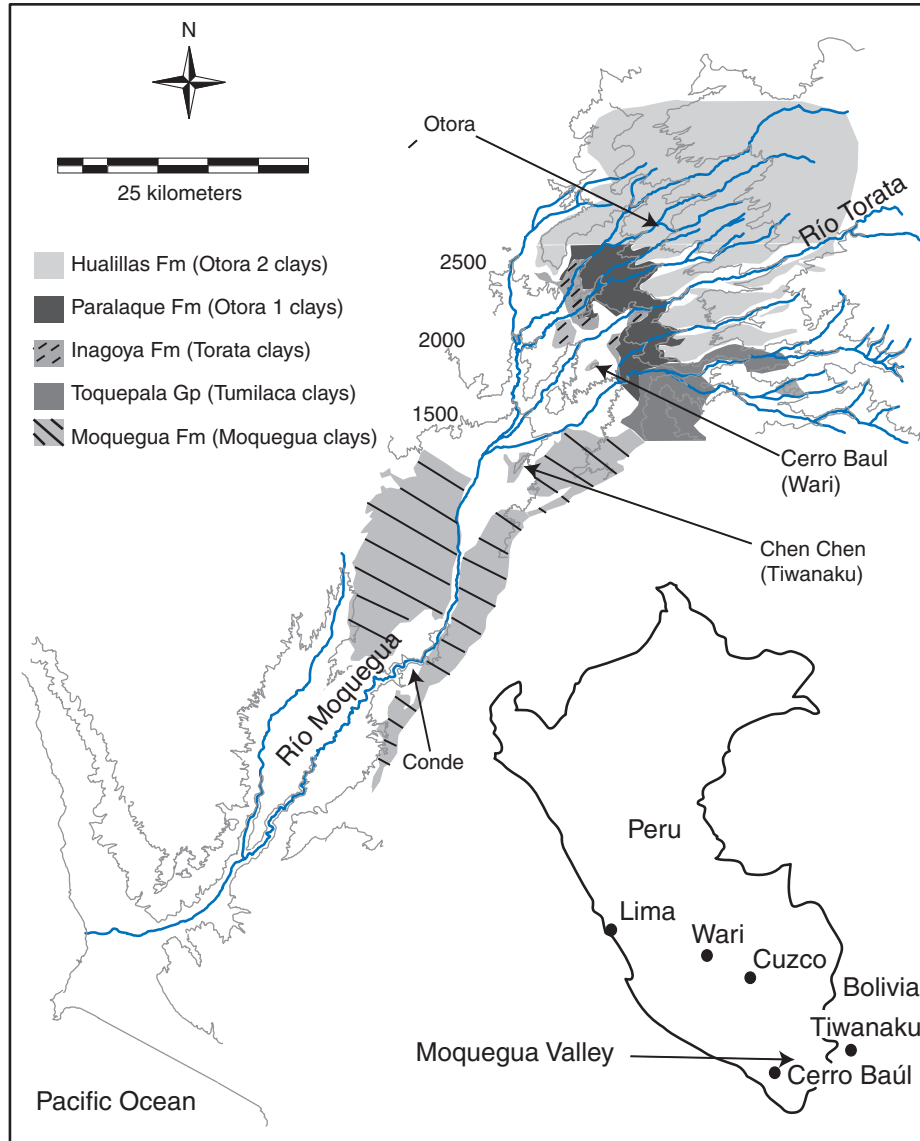 N
25 kilometers
Otora
Río Torata
Hualillas Fm (Otora 2 clays)
Paralaque Fm (Otora 1 clays)
Inagoya Fm (Torata clays)
Toquepala Gp (Tumilaca clays)
Moquegua Fm (Moquegua clays)
2500
2000
1500
Cerro Baul
(Wari)
Chen Chen
(Tiwanaku)
Río Moquegua
Conde
Peru
Lima
Wari
Cuzco
Bolivia
Tiwanaku
Moquegua Valley
Cerro Baúl
Pacific Ocean